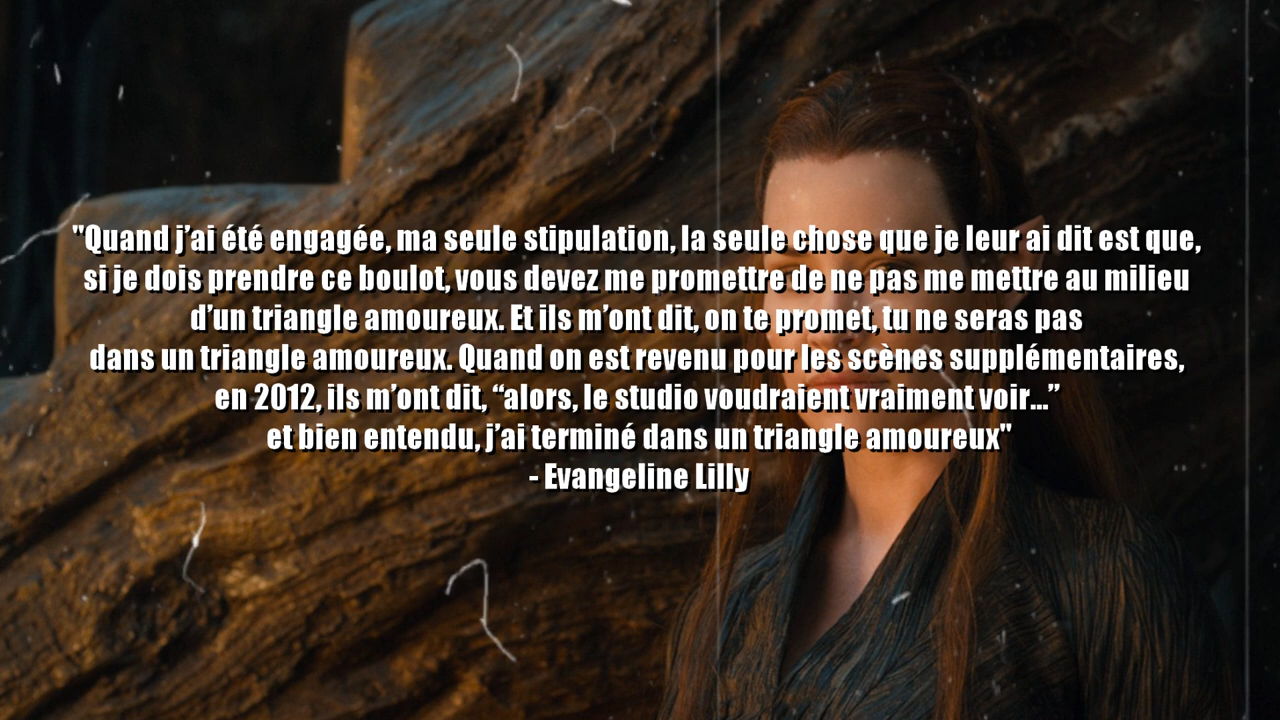 "Quand j’ai été engagée, ma seule stipulation, la seule chose que je leur ai dit est que,
si je dois prendre ce boulot, vous devez me promettre de ne pas me mettre au milieu
d’un triangle amoureux. Et ils m’ont dit, on te promet, tu ne seras pas
dans un triangle amoureux. Quand on est revenu pour les scènes supplémentaires,
en 2012, ils m’ont dit, “alors, le studio voudraient vraiment voir...”
et bien entendu, j’ai terminé dans un triangle amoureux"
- Evangeline Lilly